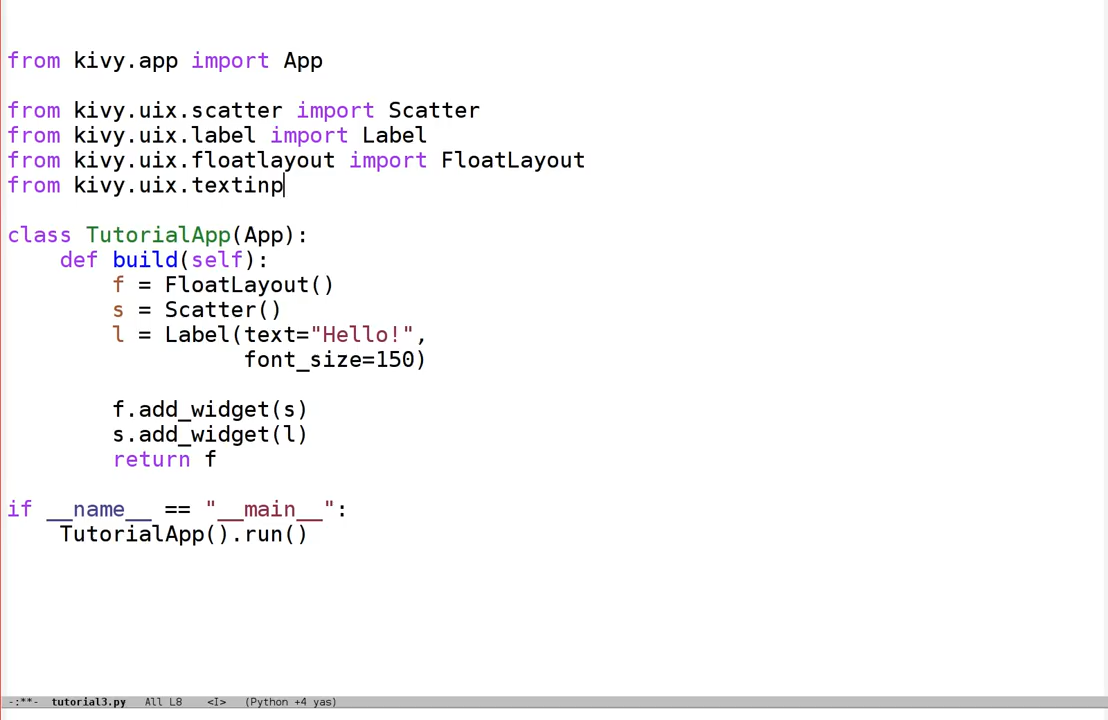 from kivy.app import App
from kivy.uix.scatter import Scatter
from kivy.uix.label import Label
from kivy.uix.floatlayout import FloatLayout
from kivy.uix.textinp
class TutorialApp(App):
    def build(self):
        f = FloatLayout()
        s = Scatter()
        l = Label(text="Hello!",
                  font_size=150)
        f.add_widget(s)
        s.add_widget(l)
        return f
if __name__ == "__main__":
    TutorialApp().run()
-:**-  tutorial3.py   All L8    <I>   (Python +4 yas)